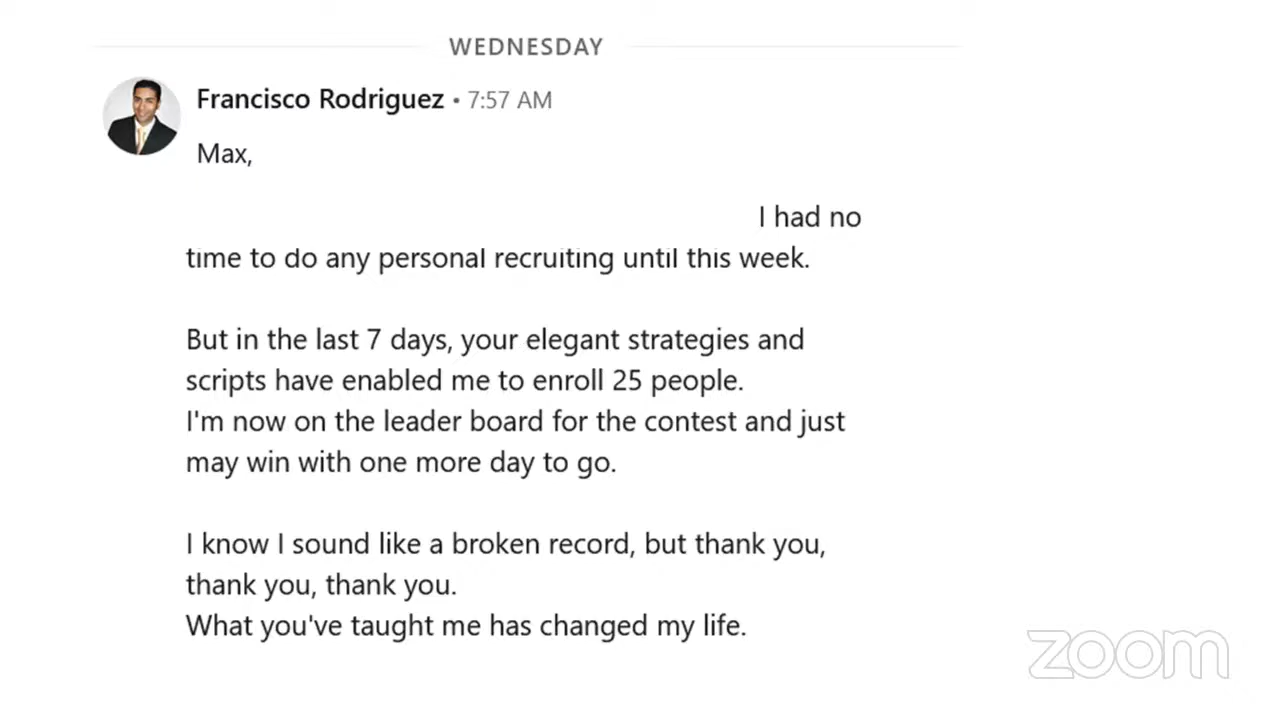 WEDNESDAY
Francisco Rodriguez • 7:57 AM
Max,
I had no
time to do any personal recruiting until this week.
But in the last 7 days, your elegant strategies and
scripts have enabled me to enroll 25 people.
I'm now on the leader board for the contest and just
may win with one more day to go.
I know I sound like a broken record, but thank you,
thank you, thank you.
What you've taught me has changed my life.
zoom